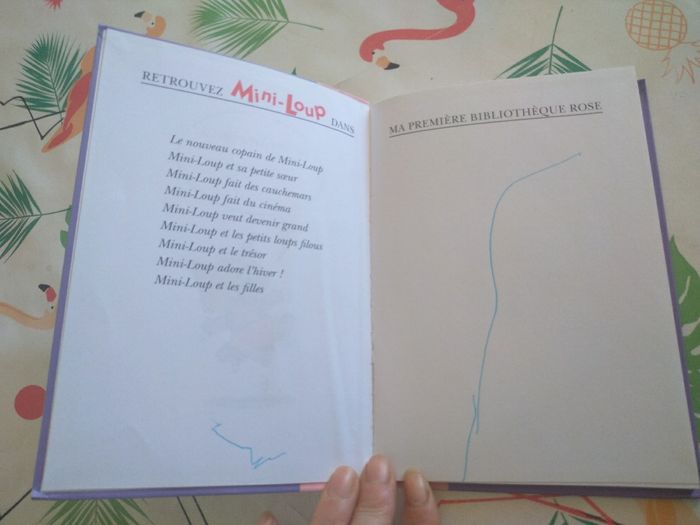 RETROUVEZ Mini-Loup DANS
Le nouveau copain de Mini-Loup
Mini-Loup et sa petite sœur
Mini-Loup fait des cauchemars
Mini-Loup fait du cinéma
Mini-Loup veut devenir grand
Mini-Loup et les petits loups filous
Mini-Loup et le trésor
Mini-Loup adore l'hiver !
Mini-Loup et les filles
MA PREMIÈRE BIBLIOTHÈQUE ROSE